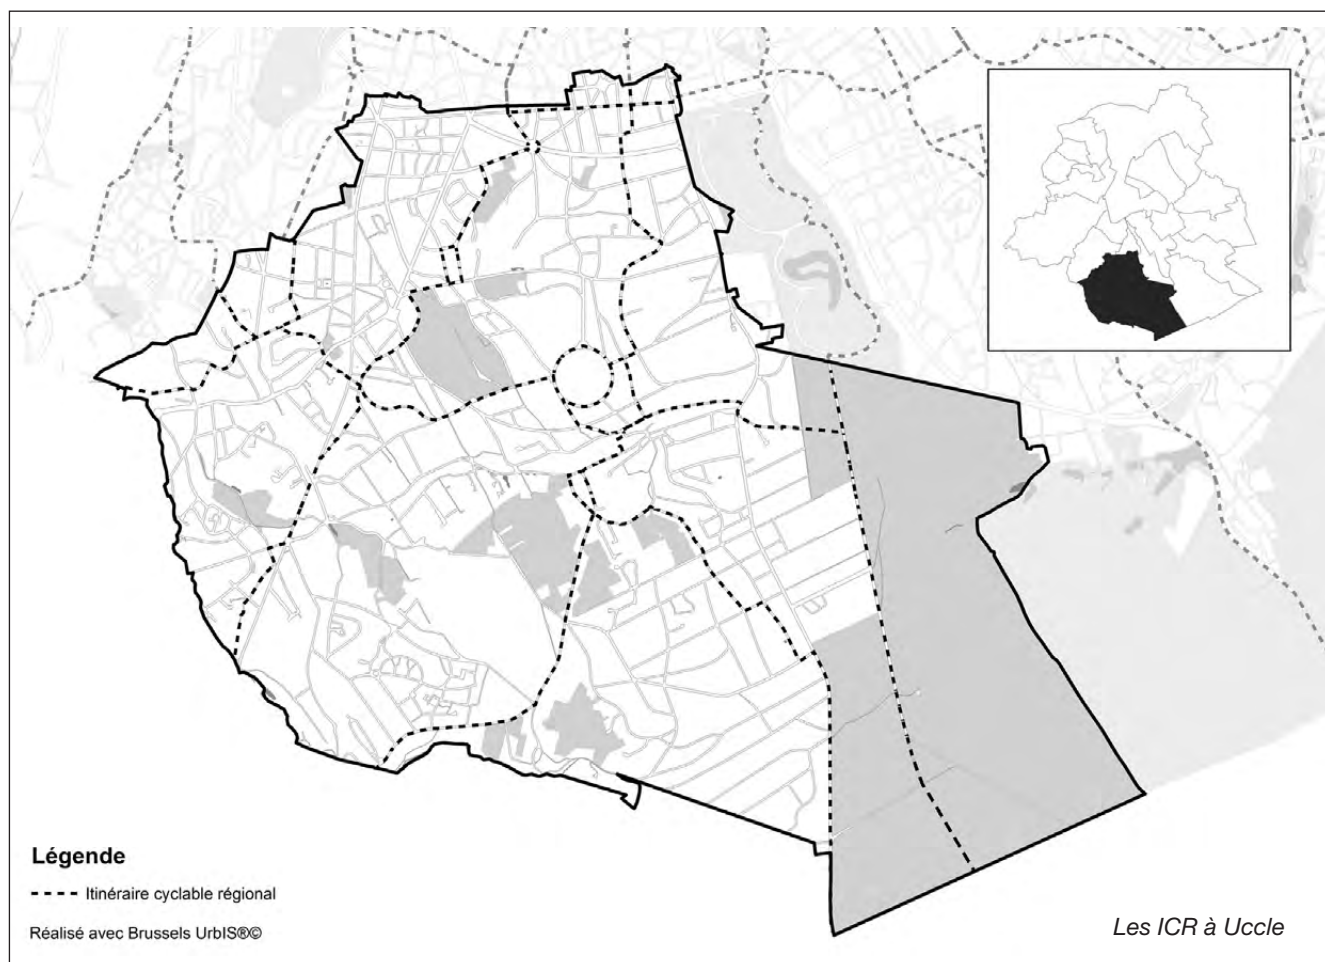 Légende
Itinéraire cyclable régional
Réalisé avec Brussels UrbIS®©
Les ICR à Uccle